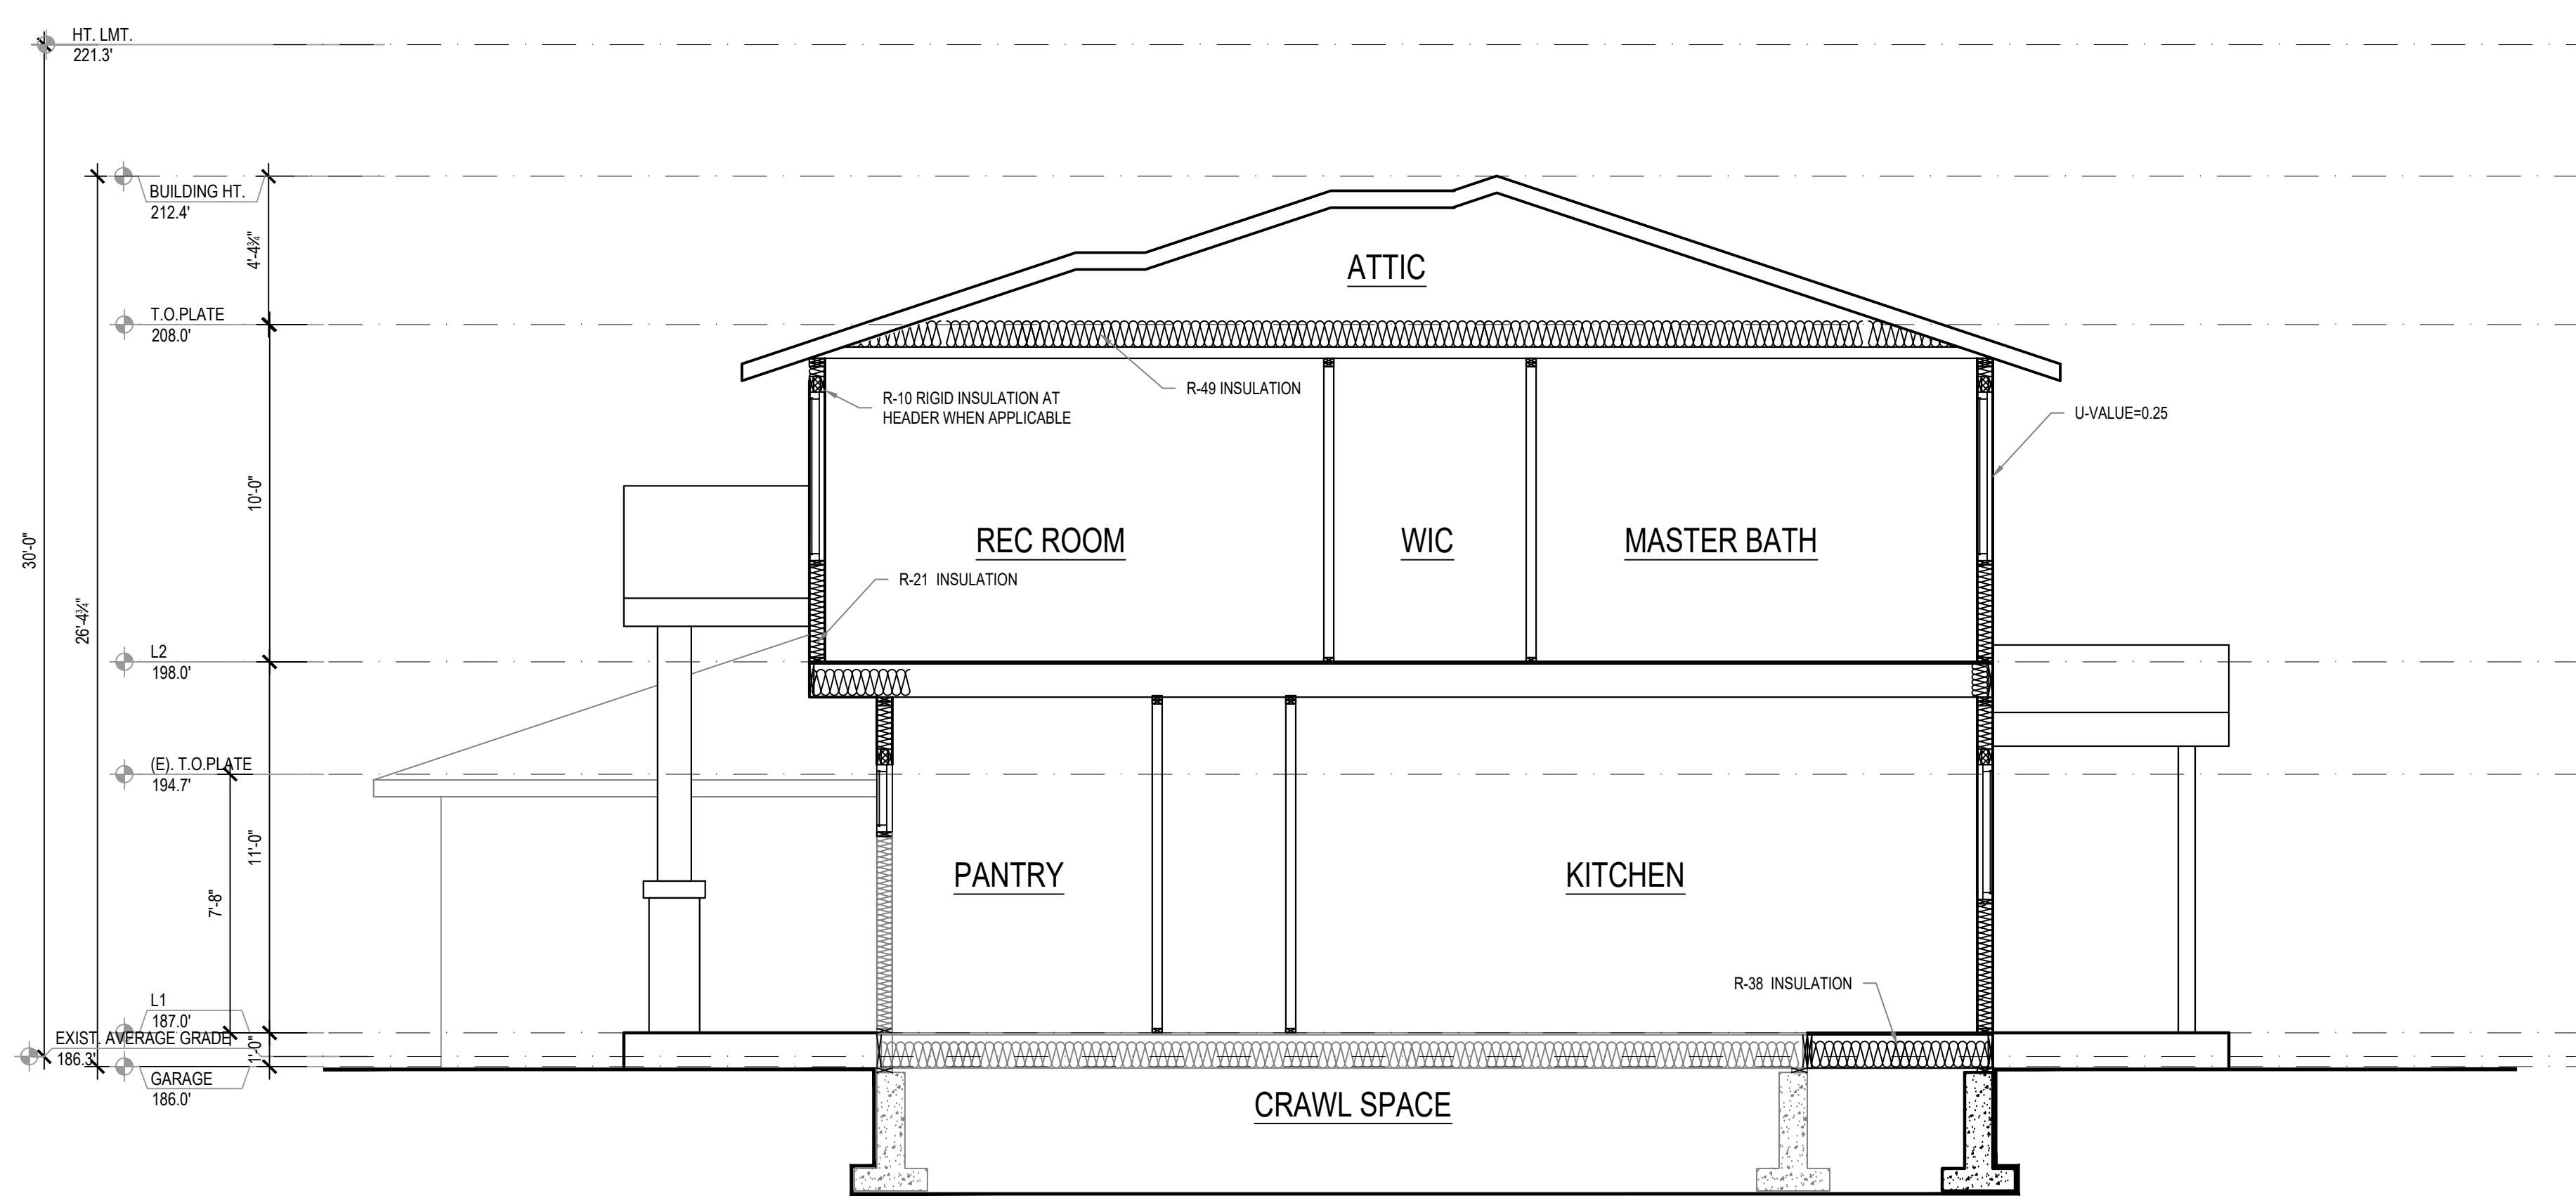 HT. LMT.
221.3'
BUILDING HT.
212.4'
4'-4¾"
ATTIC
T.O.PLATE
208.0'
R-49 INSULATION
R-10 RIGID INSULATION AT
HEADER WHEN APPLICABLE
U-VALUE=0.25
10'-0"
30'-0"
REC ROOM
WIC
MASTER BATH
R-21 INSULATION
26'-4¾"
L2
198.0'
(E). T.O.PLATE
194.7'
11'-0"
7'-8"
PANTRY
KITCHEN
R-38 INSULATION
L1
187.0'
EXIST. AVERAGE GRADE
186.3'
1'-0"
GARAGE
186.0'
CRAWL SPACE